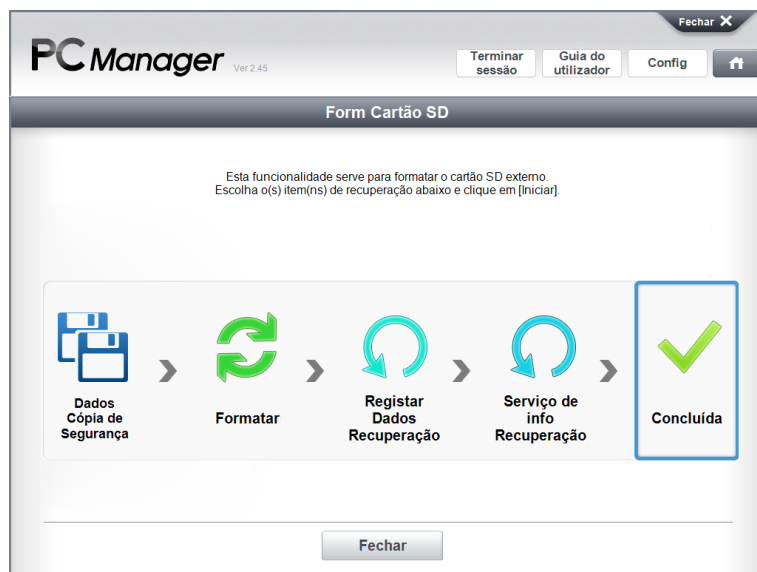 Fechar X
PC Manager Ver 2.45
Terminar
sessão
Guia do
utilizador
Config
Form Cartão SD
Esta funcionalidade serve para formatar o cartão SD externo.
Escolha o(s) item(ns) de recuperação abaixo e clique em [Iniciar].
Dados
Cópia de
Segurança
Formatar
Registar
Dados
Recuperação
Serviço de
info
Recuperação
Concluída
Fechar